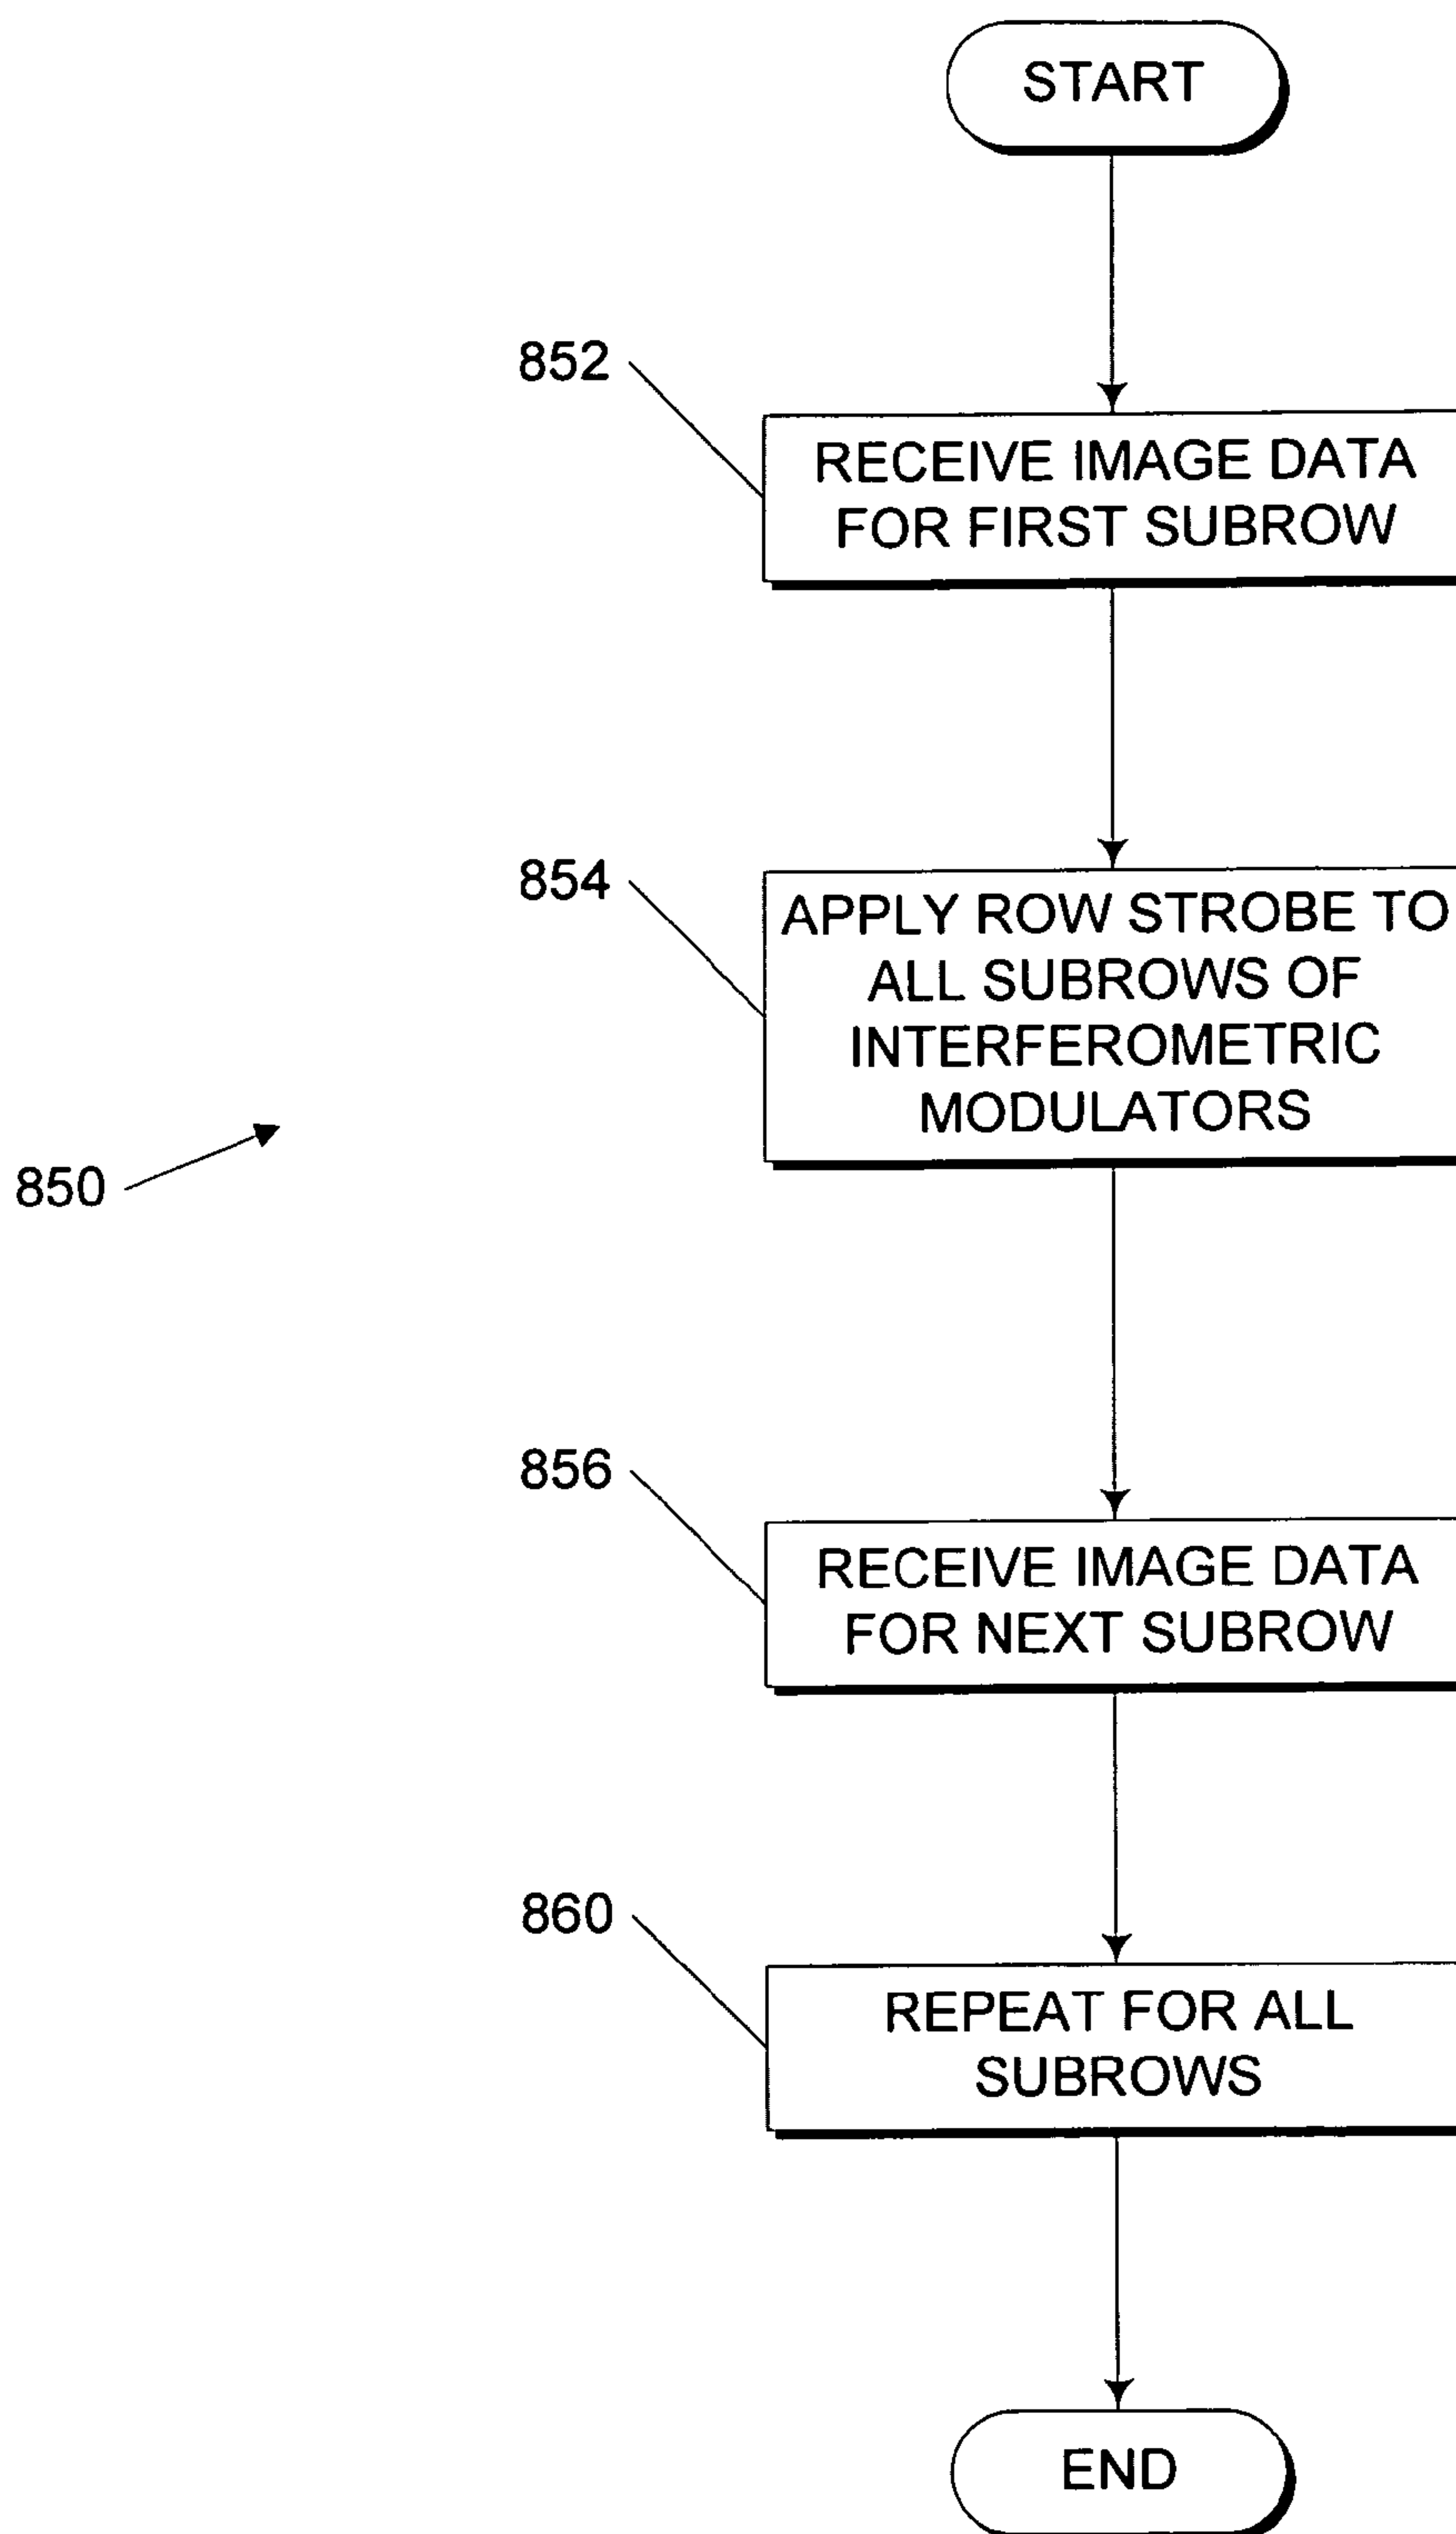 START
852
RECEIVE IMAGE DATA
FOR FIRST SUBROW
854
APPLY ROW STROBE TO
ALL SUBROWS OF
INTERFEROMETRIC
MODULATORS
850
856
RECEIVE IMAGE DATA
FOR NEXT SUBROW
860
REPEAT FOR ALL
SUBROWS
END